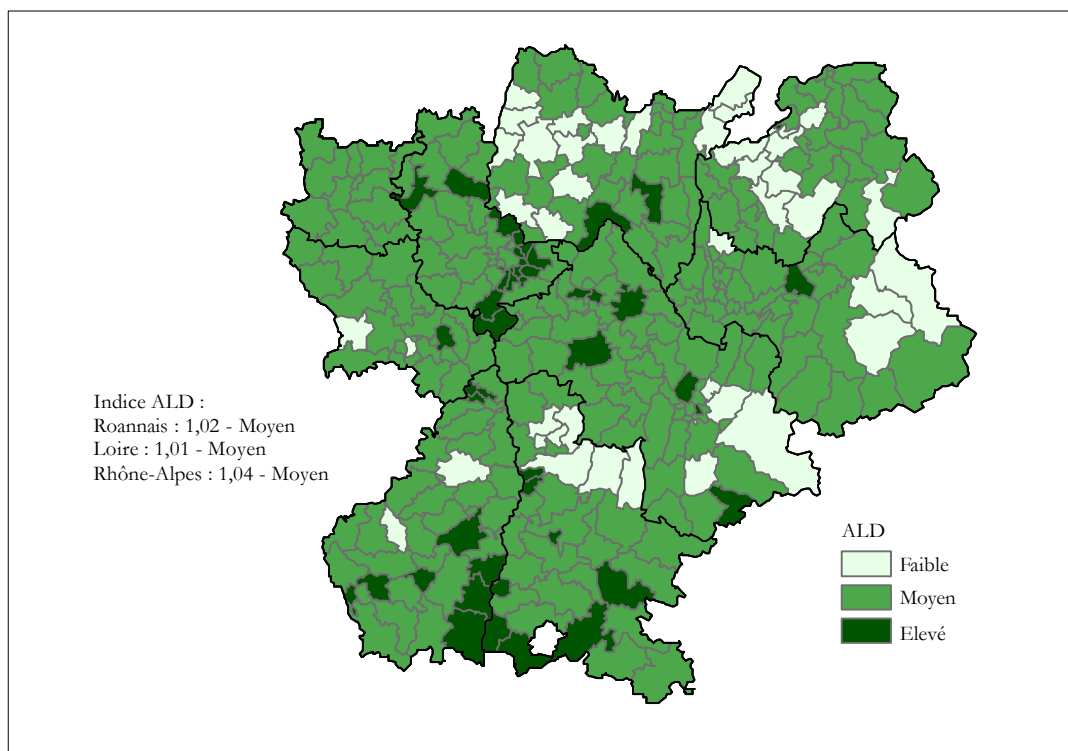 Indice ALD :
Roannais : 1,02 - Moyen
Loire : 1,01 - Moyen
Rhône-Alpes : 1,04 - Moyen
ALD
Faible
Moyen
Elevé